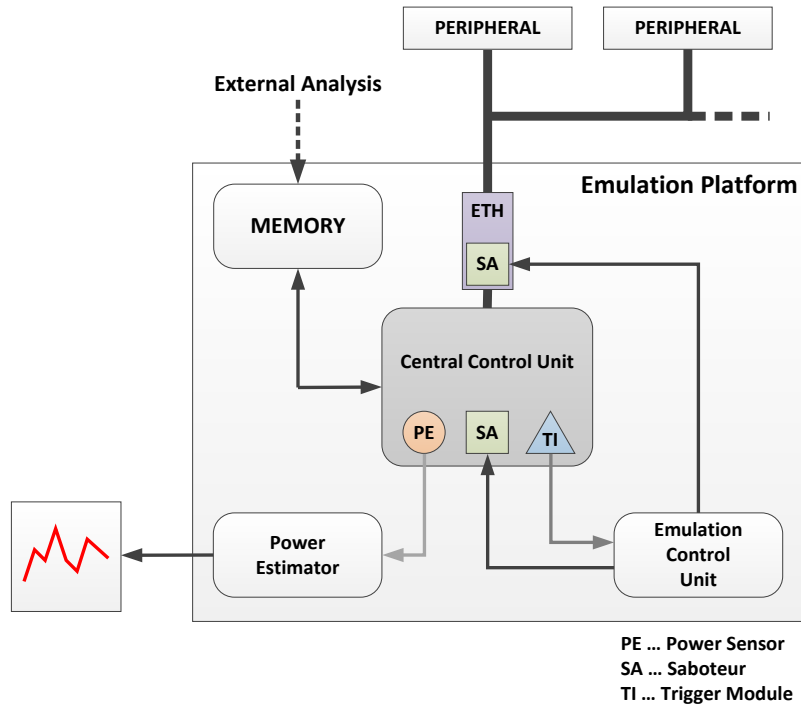 PERIPHERAL
PERIPHERAL
External Analysis
Emulation Platform
MEMORY
ETH
SA
Central Control Unit
PE
SA
TI
Power
Estimator
Emulation
Control
Unit
PE ... Power Sensor
SA ... Saboteur
TI ... Trigger Module